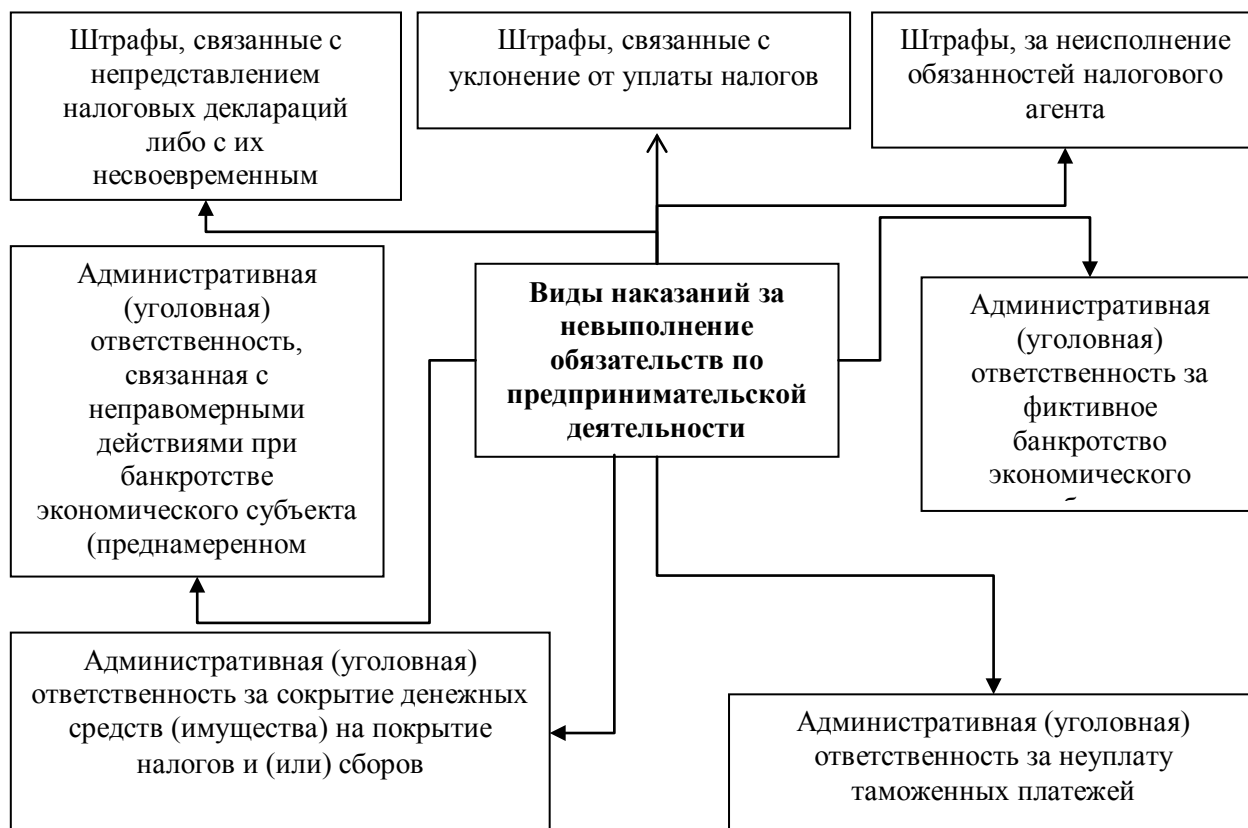 Штрафы, связанные с
непредставлением
налоговых деклараций
либо с их
несвоевременным
Штрафы, связанные с
уклонение от уплаты налогов
Штрафы, за неисполнение
обязанностей налогового
агента
Административная
(уголовная)
ответственность,
связанная с
неправомерными
действиями при
банкротстве
экономического субъекта
(преднамеренном
Виды наказаний за
невыполнение
обязательств по
предпринимательской
деятельности
Административная
(уголовная)
ответственность за
фиктивное
банкротство
экономического
Административная (уголовная)
ответственность за сокрытие денежных
средств (имущества) на покрытие
налогов и (или) сборов
Административная (уголовная)
ответственность за неуплату
таможенных платежей